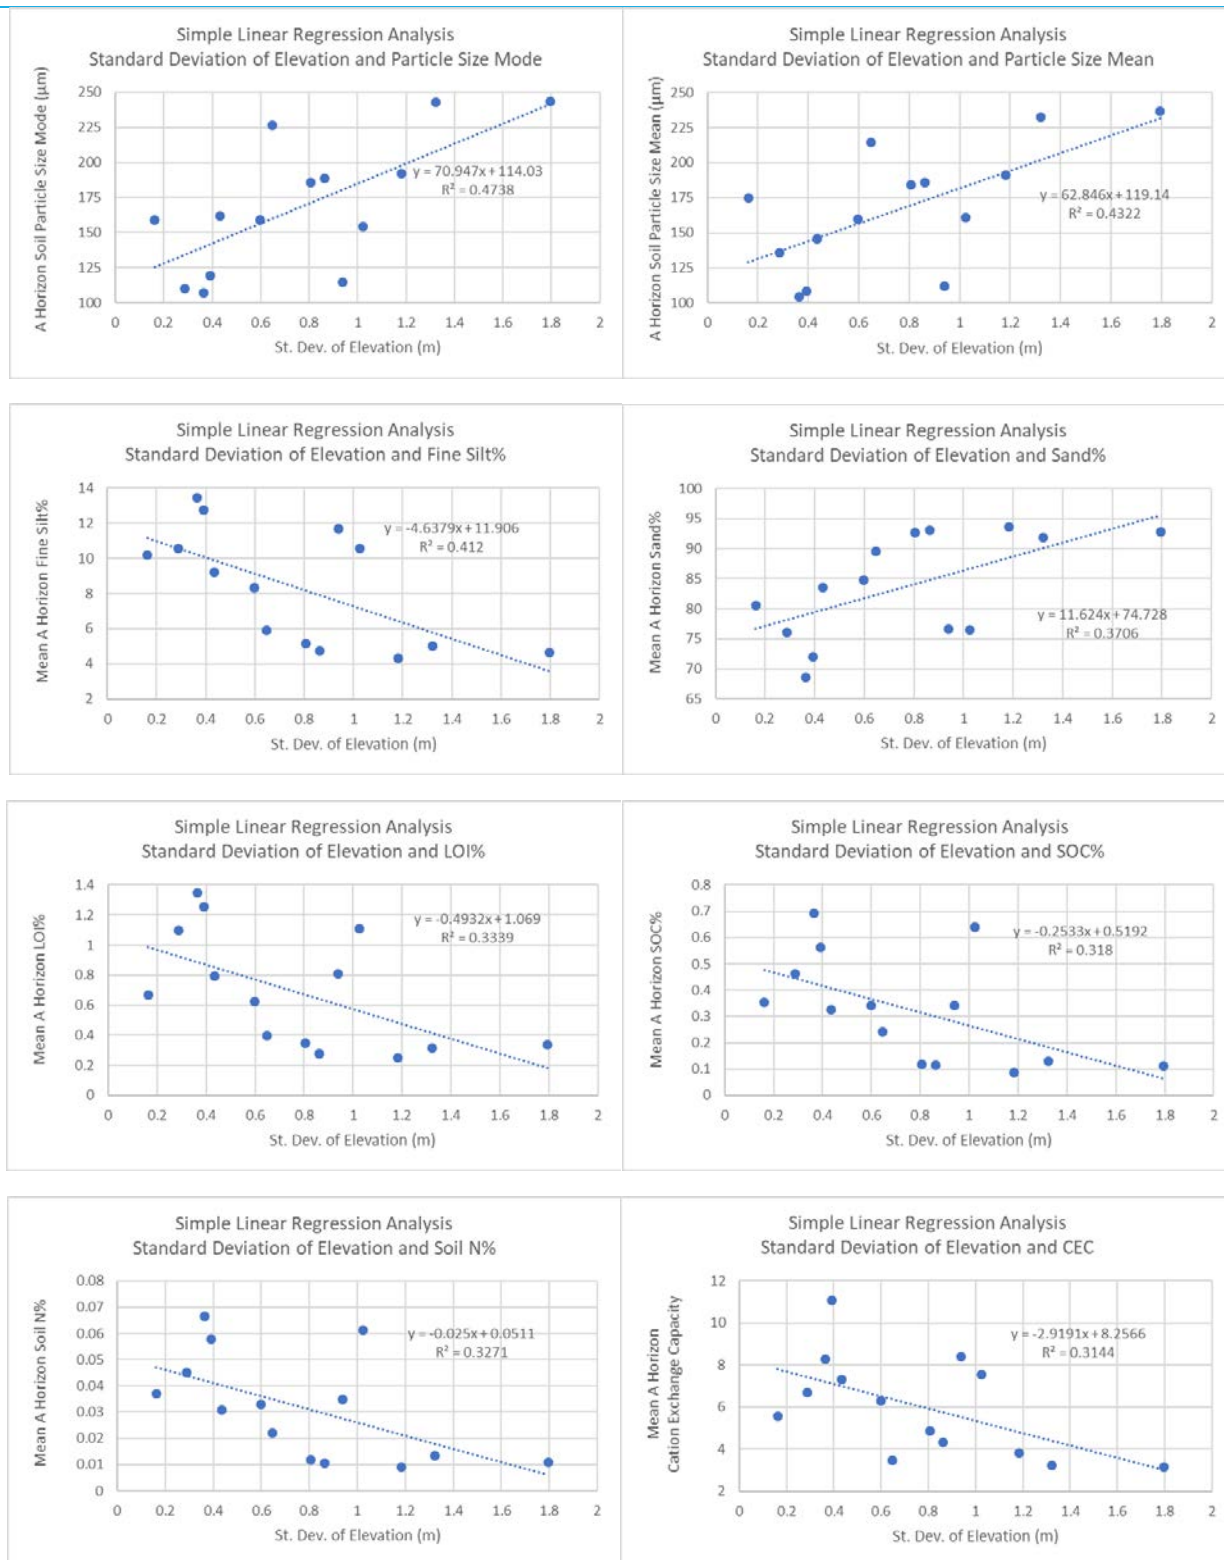 Simple Linear Regression Analysis
Standard Deviation of Elevation and Particle Size Mode
A Horizon Soil Particle Size Mode (µm)
250
225
200
175
150
125
100
y = 70.947x + 114.03
R² = 0.4738
0 0.2 0.4 0.6 0.8 1 1.2 1.4 1.6 1.8 2
St. Dev. of Elevation (m)
Simple Linear Regression Analysis
Standard Deviation of Elevation and Particle Size Mean
A Horizon Soil Particle Size Mean (µm)
250
225
200
175
150
125
100
y = 62.846x + 119.14
R² = 0.4322
0 0.2 0.4 0.6 0.8 1 1.2 1.4 1.6 1.8 2
St. Dev. of Elevation (m)
Simple Linear Regression Analysis
Standard Deviation of Elevation and Fine Silt%
Mean A Horizon Fine Silt%
14
12
10
8
6
4
2
y = -4.6379x + 11.906
R² = 0.412
0 0.2 0.4 0.6 0.8 1 1.2 1.4 1.6 1.8 2
St. Dev. of Elevation (m)
Simple Linear Regression Analysis
Standard Deviation of Elevation and Sand%
Mean A Horizon Sand%
100
95
90
85
80
75
70
65
y = 11.624x + 74.728
R² = 0.3706
0 0.2 0.4 0.6 0.8 1 1.2 1.4 1.6 1.8 2
St. Dev. of Elevation (m)
Simple Linear Regression Analysis
Standard Deviation of Elevation and LOI%
Mean A Horizon LOI%
1.4
1.2
1
0.8
0.6
0.4
0.2
0
y = -0.4932x + 1.069
R² = 0.3339
0 0.2 0.4 0.6 0.8 1 1.2 1.4 1.6 1.8 2
St. Dev. of Elevation (m)
Simple Linear Regression Analysis
Standard Deviation of Elevation and SOC%
Mean A Horizon SOC%
0.8
0.7
0.6
0.5
0.4
0.3
0.2
0.1
0
y = -0.2533x + 0.5192
R² = 0.318
0 0.2 0.4 0.6 0.8 1 1.2 1.4 1.6 1.8 2
St. Dev. of Elevation (m)
Simple Linear Regression Analysis
Standard Deviation of Elevation and Soil N%
Mean A Horizon Soil N%
0.08
0.07
0.06
0.05
0.04
0.03
0.02
0.01
0
y = -0.025x + 0.0511
R² = 0.3271
0 0.2 0.4 0.6 0.8 1 1.2 1.4 1.6 1.8 2
St. Dev. of Elevation (m)
Simple Linear Regression Analysis
Standard Deviation of Elevation and CEC
Mean A Horizon
Cation Exchange Capacity
12
10
8
6
4
2
y = -2.9191x + 8.2566
R² = 0.3144
0 0.2 0.4 0.6 0.8 1 1.2 1.4 1.6 1.8 2
St. Dev. of Elevation (m)